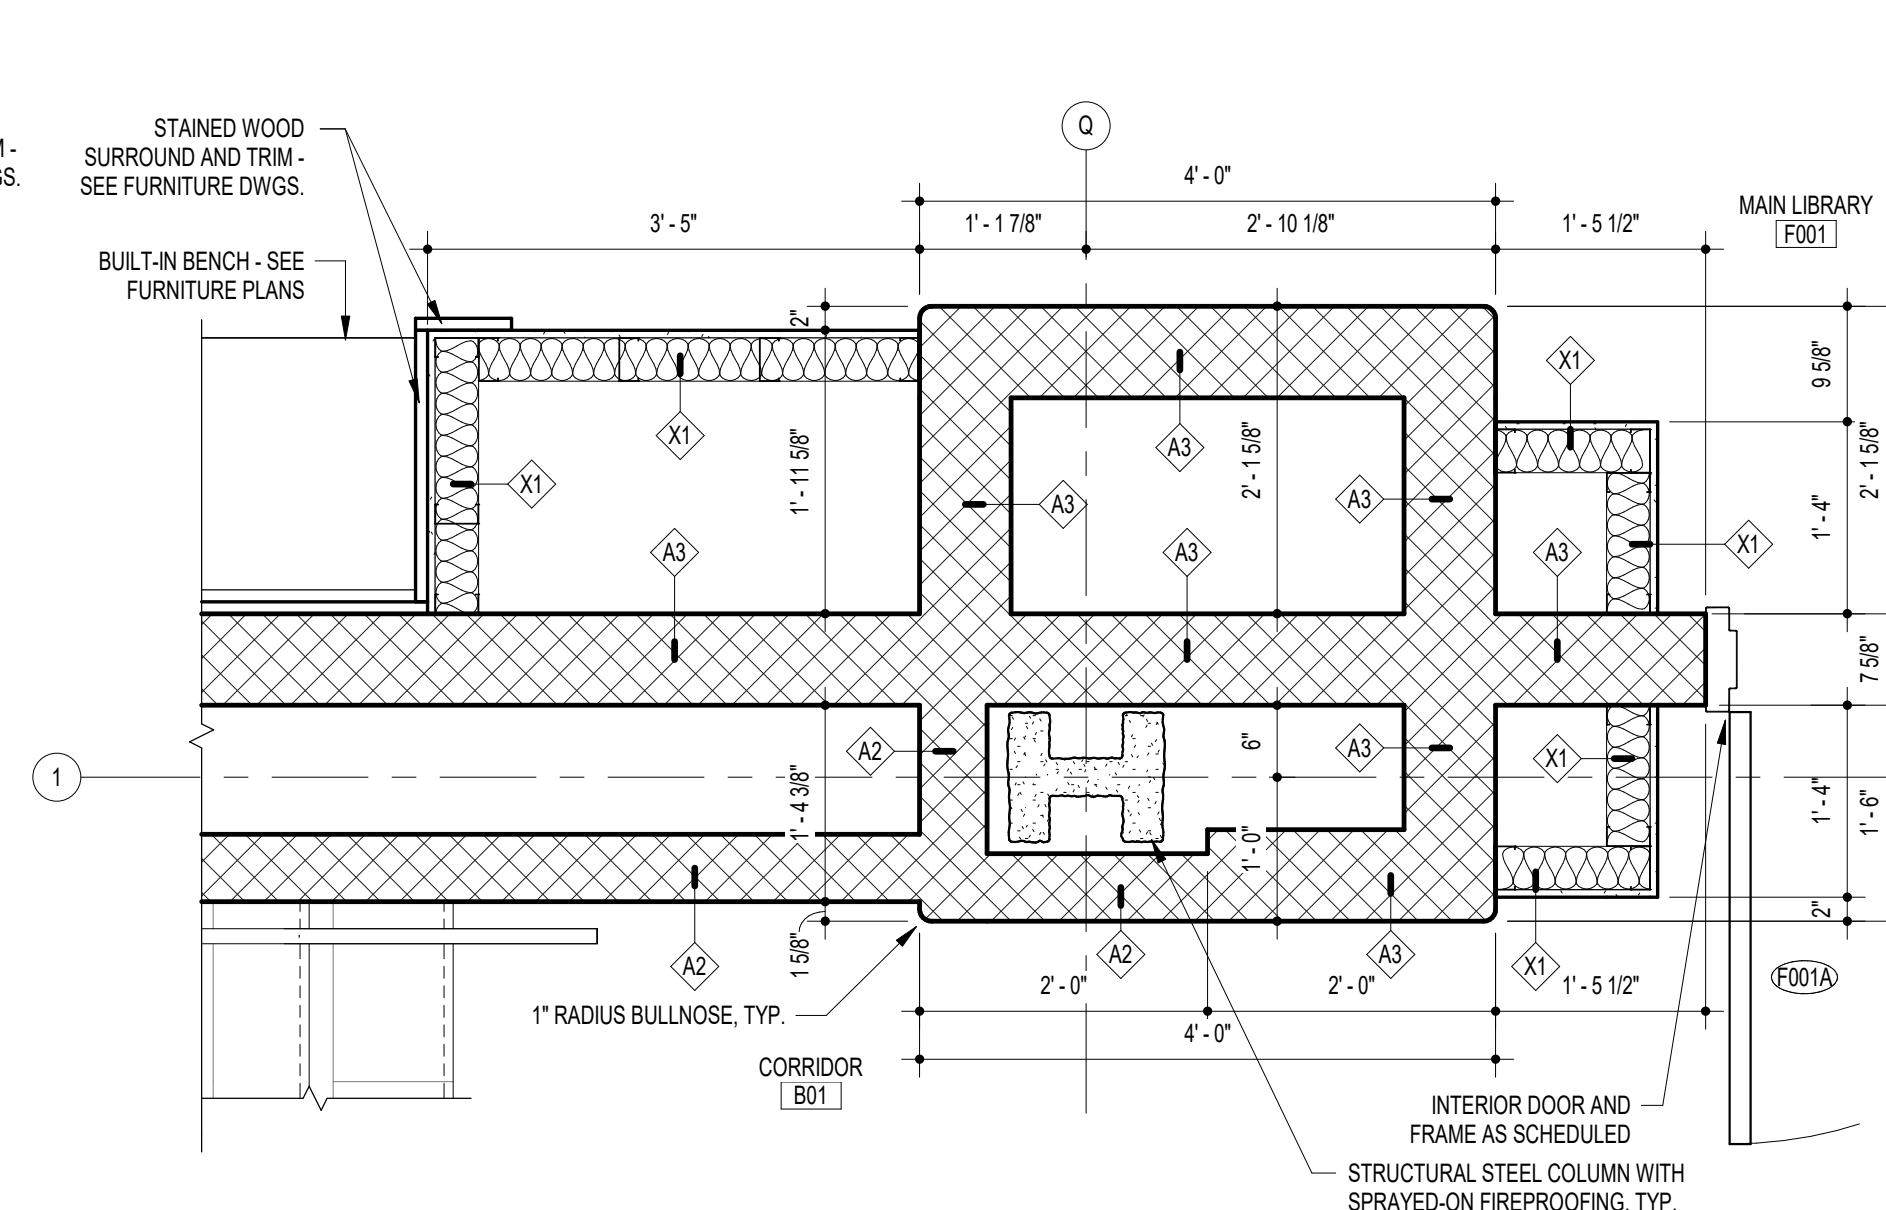 M -
GS.
STAINED WOOD
SURROUND AND TRIM -
SEE FURNITURE DWGS.
BUILT-IN BENCH - SEE
FURNITURE PLANS
Q
4' - 0"
3' - 5"
1' - 1 7/8"
2' - 10 1/8"
1' - 5 1/2"
MAIN LIBRARY
F001
2"
9 5/8"
X1
X1
A3
1' - 11 5/8"
2' - 1 5/8"
2' - 1 5/8"
X1
A3
A3
1' - 4"
A3
A3
A3
X1
7 5/8"
A2
6"
A3
X1
1
1' - 4 3/8"
1' - 0"
1' - 4"
1' - 6"
2"
1 5/8"
A2
A2
A3
X1
F001A
2' - 0"
2' - 0"
1' - 5 1/2"
1" RADIUS BULLNOSE, TYP.
4' - 0"
CORRIDOR
B01
INTERIOR DOOR AND
FRAME AS SCHEDULED
STRUCTURAL STEEL COLUMN WITH
SPRAYED-ON FIREPROOFING, TYP.